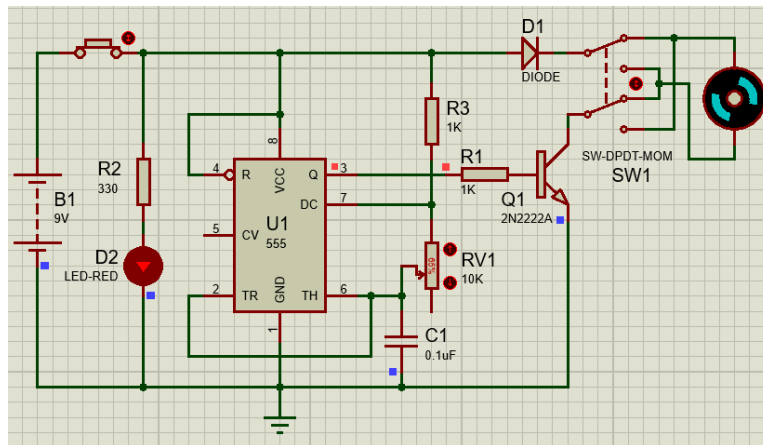 D1
DIODE
R3
1K
R2
330
B1
9V
8
4
R
VCC
Q
3
R1
1K
DC
7
U1
555
5
CV
Q1
2N2222A
SW-DPDT-MOM
SW1
D2
LED-RED
65%
RV1
10K
2
TR
GND
TH
6
1
C1
0.1uF